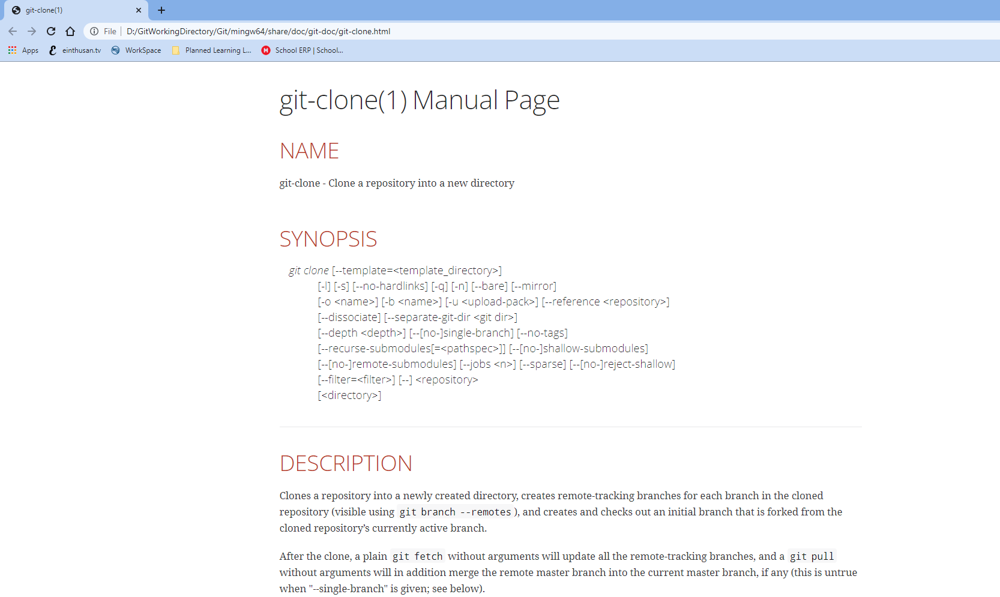 git-clone(1)
File D:/GitWorkingDirectory/Git/mingw64/share/doc/git-doc/git-clone.html
Apps einthusan.tv WorkSpace Planned Learning L... School ERP | School...
git-clone(1) Manual Page
NAME
git-clone - Clone a repository into a new directory
SYNOPSIS
git clone [--template=<template_directory>]
[-l] [-s] [--no-hardlinks] [-q] [-n] [--bare] [--mirror]
[-o <name>] [-b <name>] [-u <upload-pack>] [--reference <repository>]
[--dissociate] [--separate-git-dir <git dir>]
[--depth <depth>] [--[no-]single-branch] [--no-tags]
[--recurse-submodules[=<pathspec>]] [--[no-]shallow-submodules]
[--[no-]remote-submodules] [--jobs <n>] [--sparse] [--[no-]reject-shallow]
[--filter=<filter>] [--] <repository>
[<directory>]
DESCRIPTION
Clones a repository into a newly created directory, creates remote-tracking branches for each branch in the cloned
repository (visible using git branch --remotes), and creates and checks out an initial branch that is forked from the
cloned repository’s currently active branch.
After the clone, a plain git fetch without arguments will update all the remote-tracking branches, and a git pull
without arguments will in addition merge the remote master branch into the current master branch, if any (this is untrue
when "--single-branch" is given; see below).